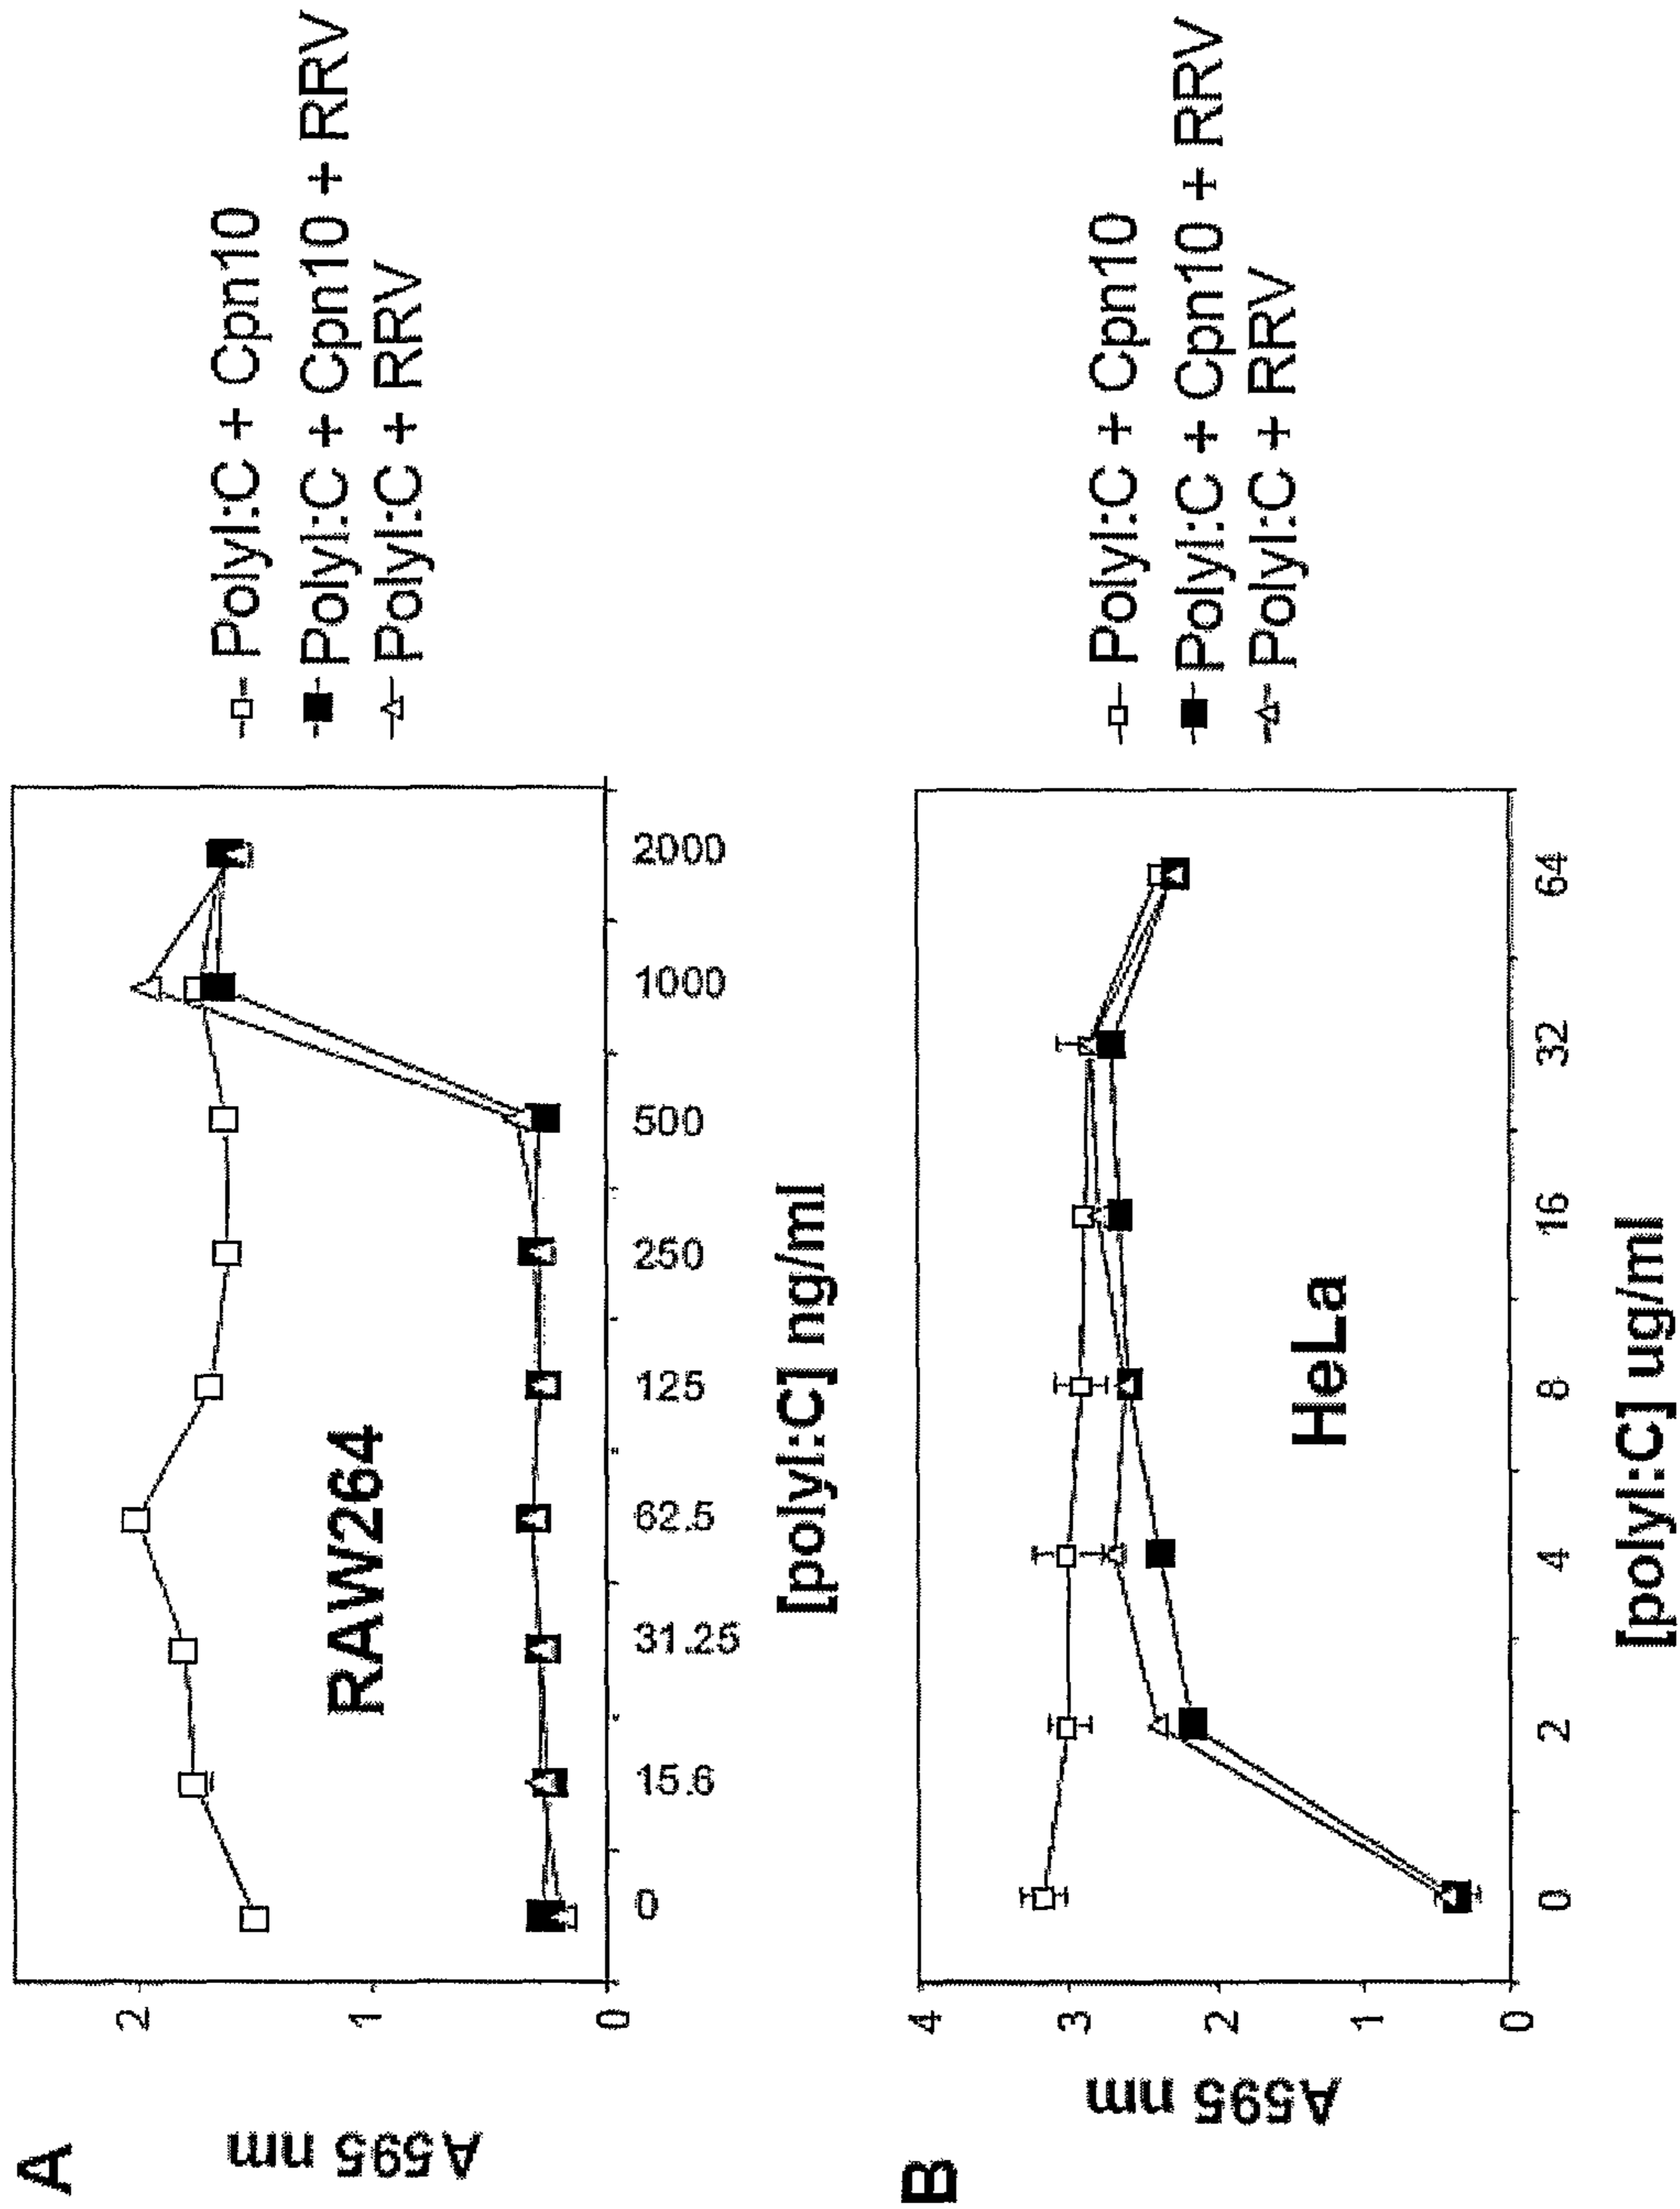 A
A595 nm
2
1
0
RAW264
0
15.6
31.25
62.5
125
250
500
1000
2000
[polyI:C] ng/ml
PolyI:C + Cpn10
PolyI:C + Cpn10 + RRV
PolyI:C + RRV
B
A595 nm
4
3
2
1
0
HeLa
0
2
4
8
16
32
64
[polyI:C] ug/ml
PolyI:C + Cpn10
PolyI:C + Cpn10 + RRV
PolyI:C + RRV